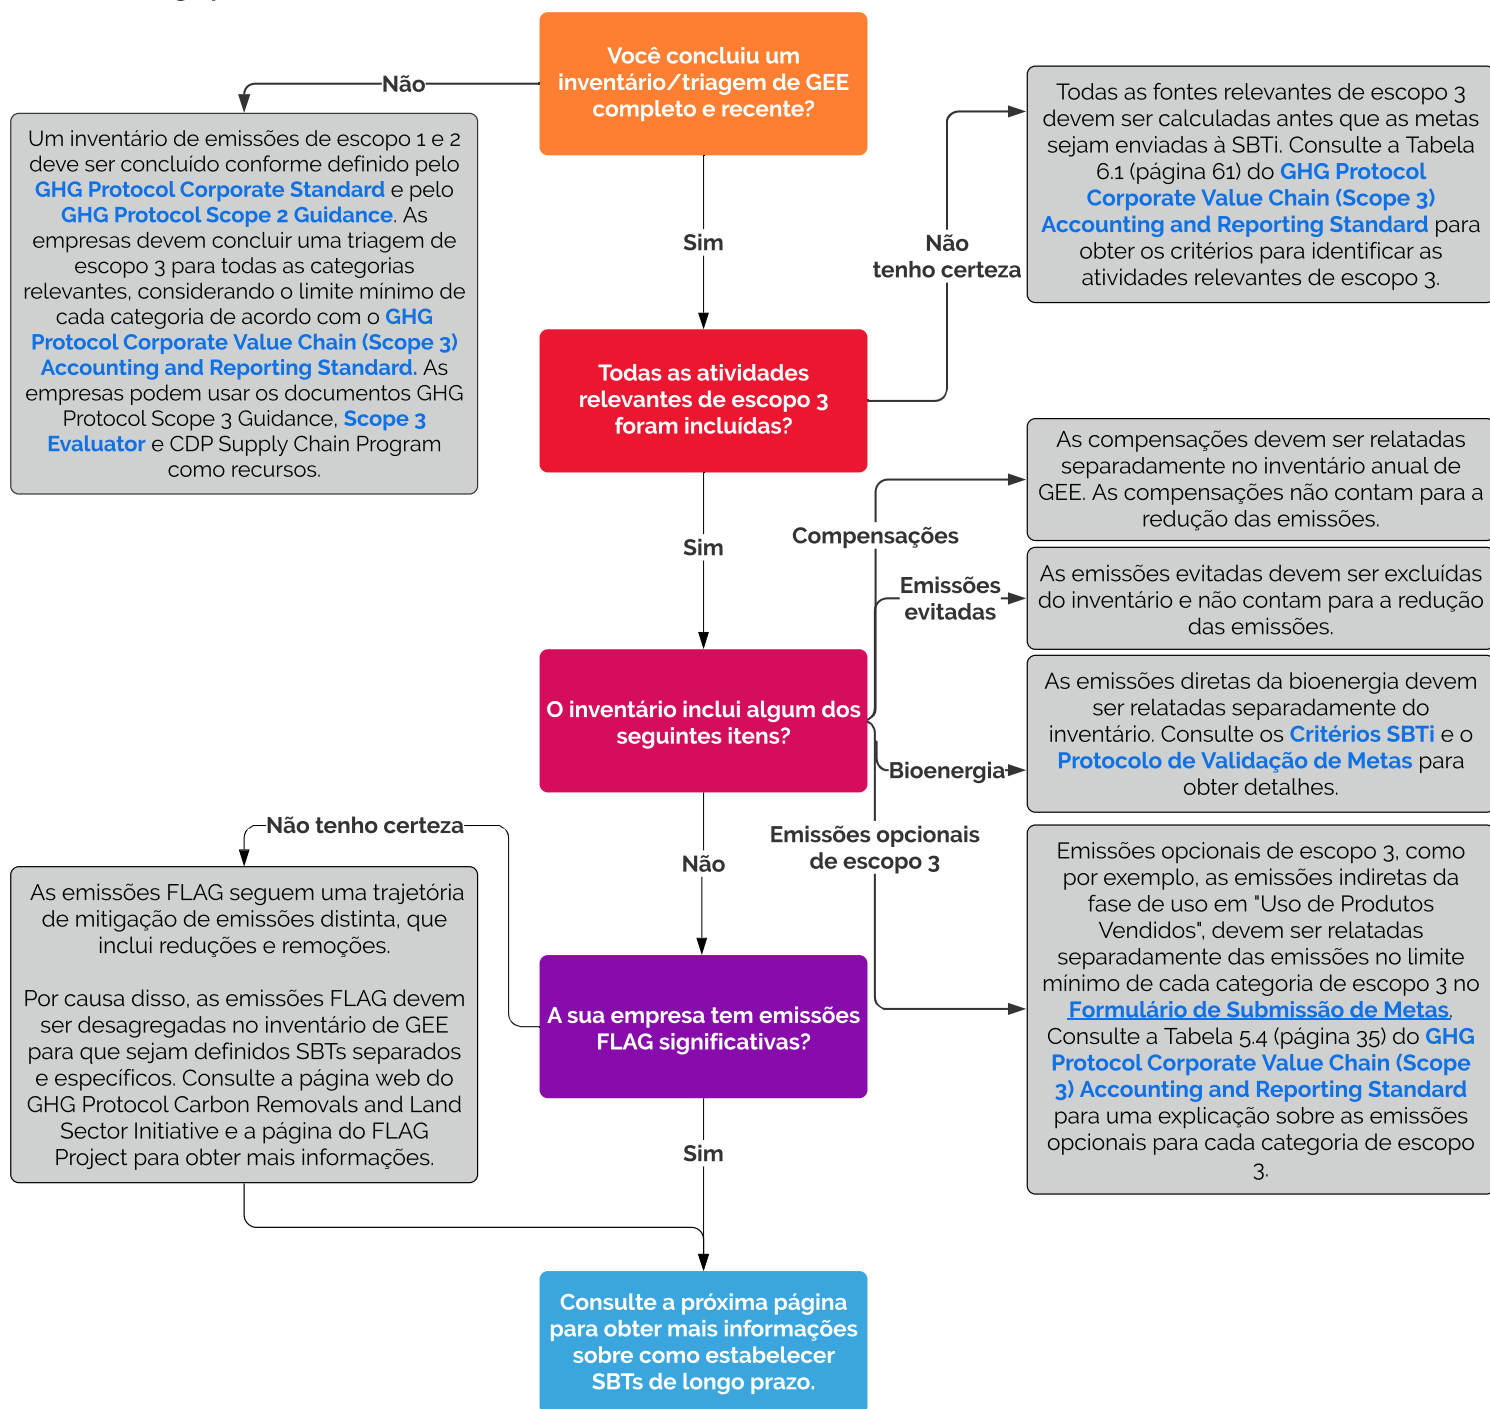 Você concluiu um
inventário/triagem de GEE
completo e recente?
Não
Um inventário de emissões de escopo 1 e 2
deve ser concluído conforme definido pelo
GHG Protocol Corporate Standard e pelo
GHG Protocol Scope 2 Guidance. As
empresas devem concluir uma triagem de
escopo 3 para todas as categorias
relevantes, considerando o limite mínimo de
cada categoria de acordo com o GHG
Protocol Corporate Value Chain (Scope 3)
Accounting and Reporting Standard. As
empresas podem usar os documentos GHG
Protocol Scope 3 Guidance, Scope 3
Evaluator e CDP Supply Chain Program
como recursos.
Sim
Todas as atividades
relevantes de escopo 3
foram incluídas?
Não
tenho certeza
Todas as fontes relevantes de escopo 3
devem ser calculadas antes que as metas
sejam enviadas à SBTi. Consulte a Tabela
6.1 (página 61) do GHG Protocol
Corporate Value Chain (Scope 3)
Accounting and Reporting Standard para
obter os critérios para identificar as
atividades relevantes de escopo 3.
Sim
O inventário inclui algum dos
seguintes itens?
Compensações
As compensações devem ser relatadas
separadamente no inventário anual de
GEE. As compensações não contam para a
redução das emissões.
Emissões
evitadas
As emissões evitadas devem ser excluídas
do inventário e não contam para a redução
das emissões.
Bioenergia
As emissões diretas da bioenergia devem
ser relatadas separadamente do
inventário. Consulte os Critérios SBTi e o
Protocolo de Validação de Metas para
obter detalhes.
Emissões opcionais
de escopo 3
Emissões opcionais de escopo 3, como
por exemplo, as emissões indiretas da
fase de uso em "Uso de Produtos
Vendidos", devem ser relatadas
separadamente das emissões no limite
mínimo de cada categoria de escopo 3 no
Formulário de Submissão de Metas.
Consulte a Tabela 5.4 (página 35) do GHG
Protocol Corporate Value Chain (Scope
3) Accounting and Reporting Standard
para uma explicação sobre as emissões
opcionais para cada categoria de escopo
3.
Não
A sua empresa tem emissões
FLAG significativas?
Não tenho certeza
As emissões FLAG seguem uma trajetória
de mitigação de emissões distinta, que
inclui reduções e remoções.
Por causa disso, as emissões FLAG devem
ser desagregadas no inventário de GEE
para que sejam definidos SBTs separados
e específicos. Consulte a página web do
GHG Protocol Carbon Removals and Land
Sector Initiative e a página do FLAG
Project para obter mais informações.
Sim
Consulte a próxima página
para obter mais informações
sobre como estabelecer
SBTs de longo prazo.